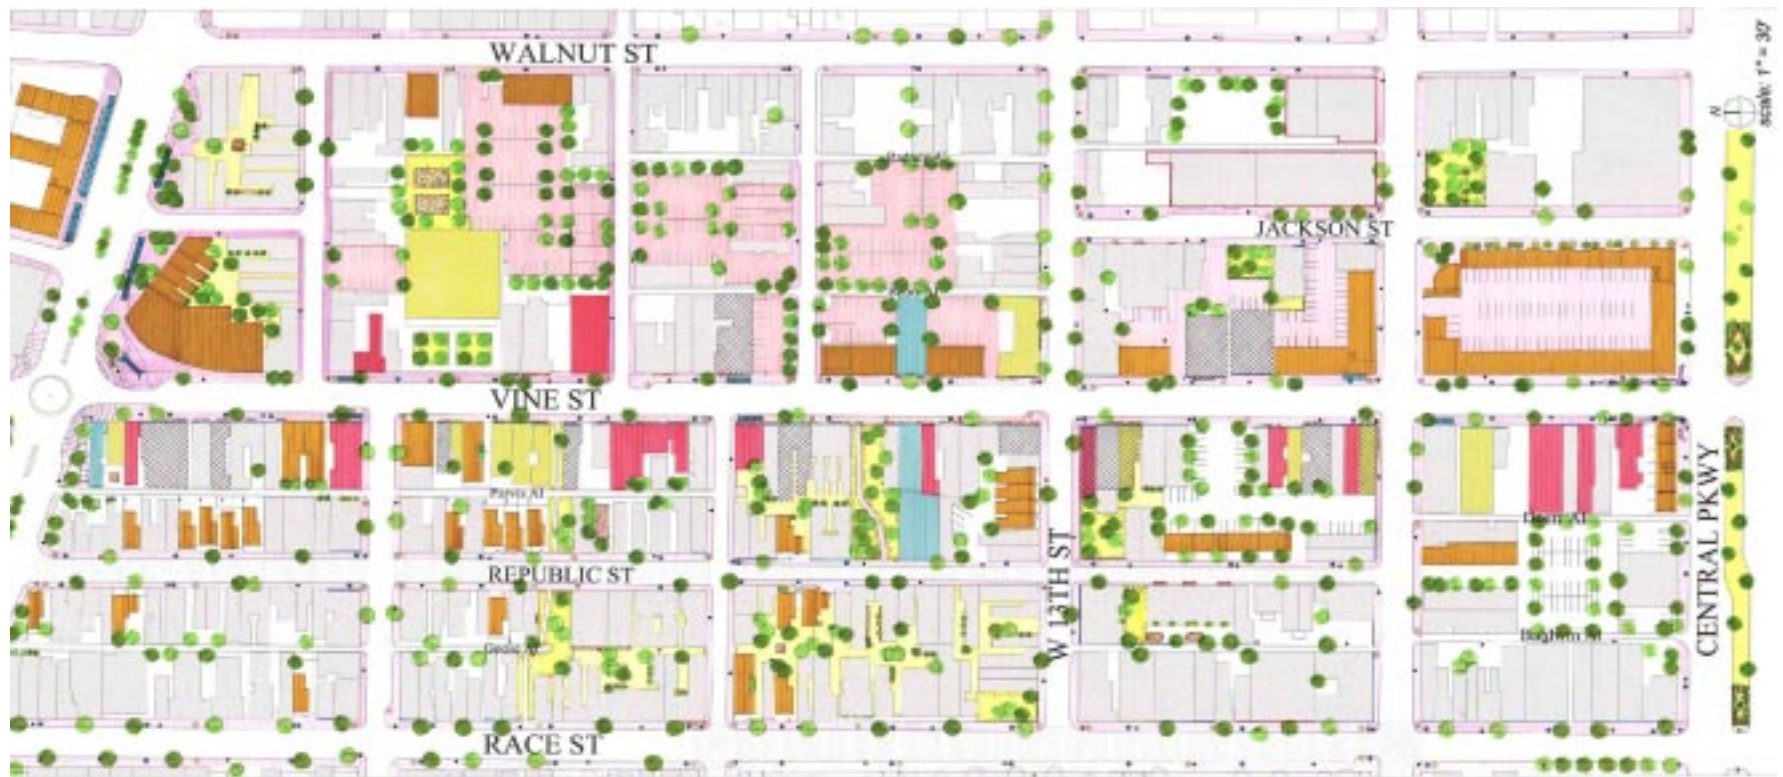 WALNUT ST
N
scale: 1" = 30'
JACKSON ST
VINE ST
REPUBLIC ST
W 13TH ST
CENTRAL PKWY
RACE ST